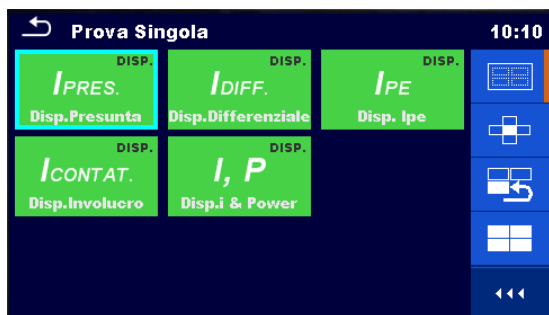 Prova Singola 10:10
DISP. DISP. DISP.
IPRES. IDIFF. IPE
Disp.Presunta Disp.Differenziale Disp. Ipe
DISP. DISP.
ICONTAT. I, P
Disp.Involucro Disp.i & Power